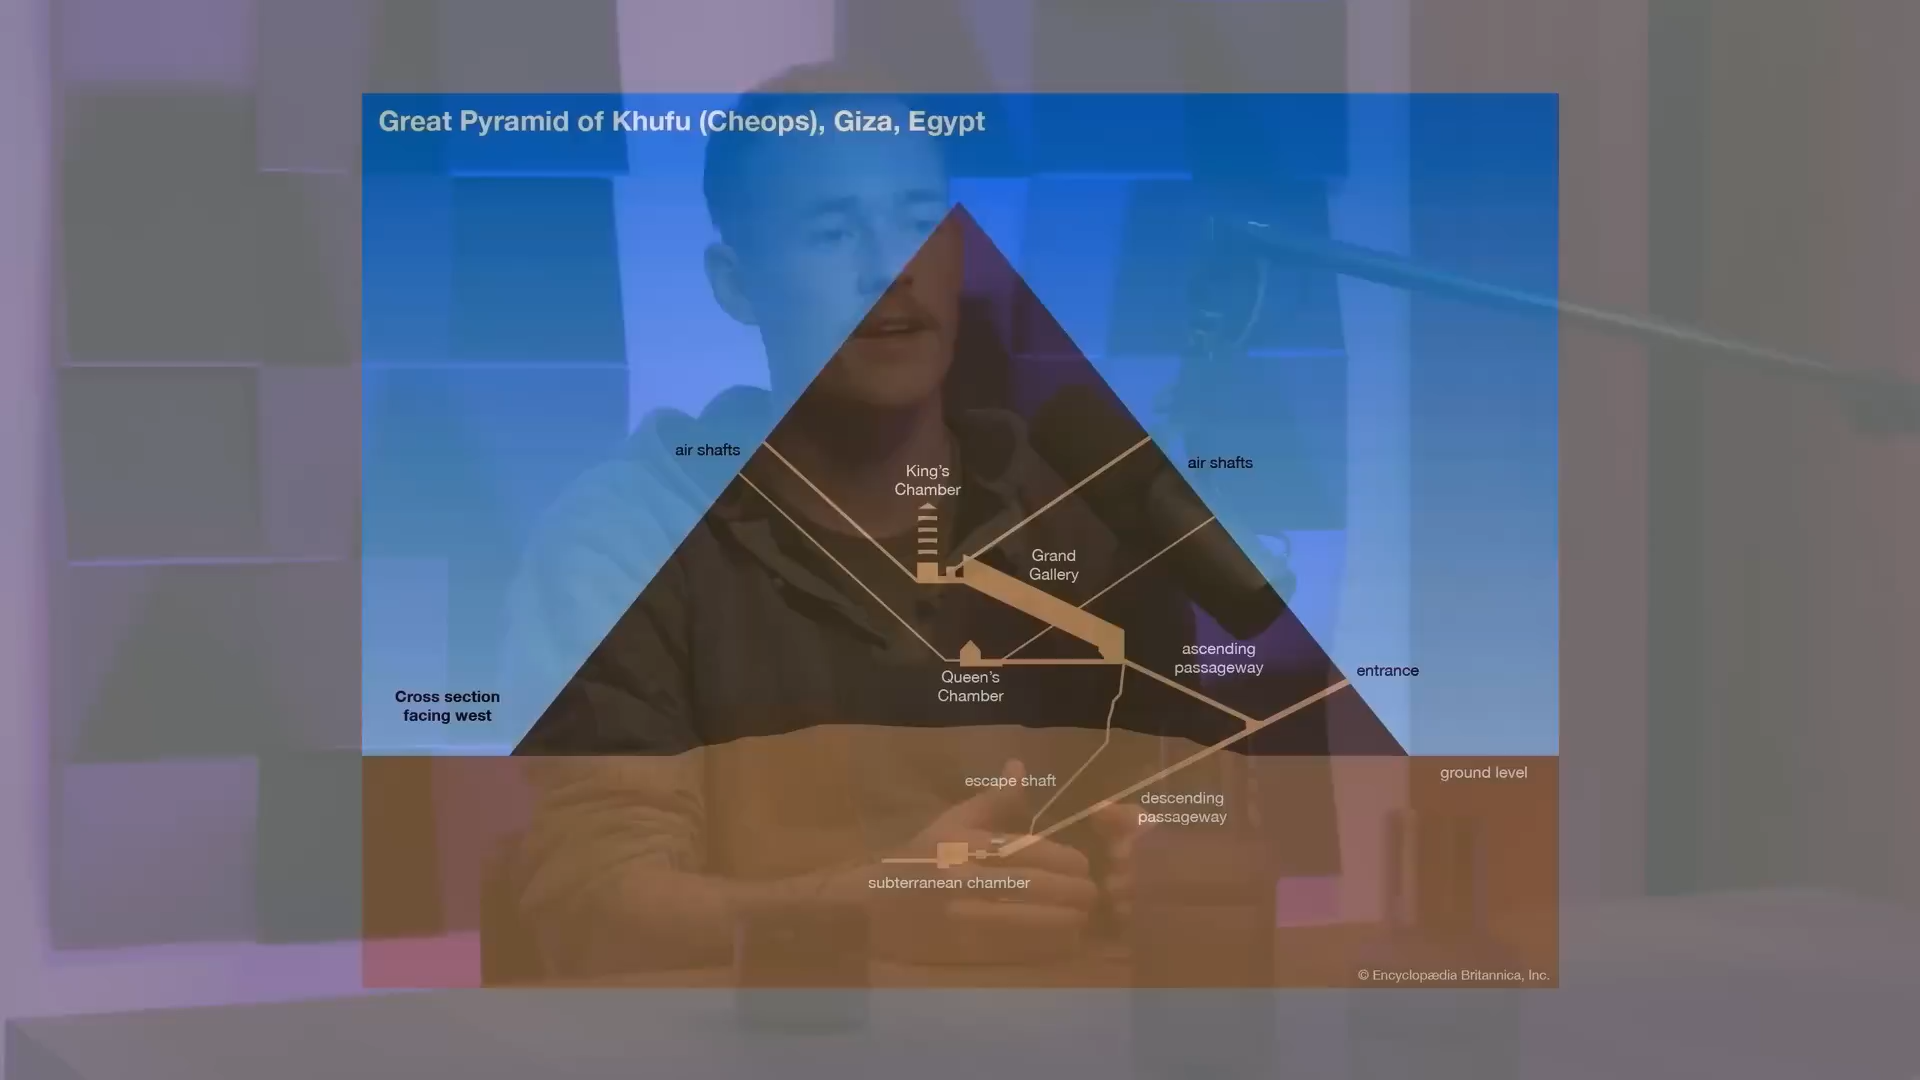 Great Pyramid of Khufu (Cheops), Giza, Egypt
air shafts
King's
Chamber
air shafts
Grand
Gallery
ascending
passageway
entrance
Queen's
Chamber
Cross section
facing west
ground level
escape shaft
descending
passageway
subterranean chamber
© Encyclopædia Britannica, Inc.